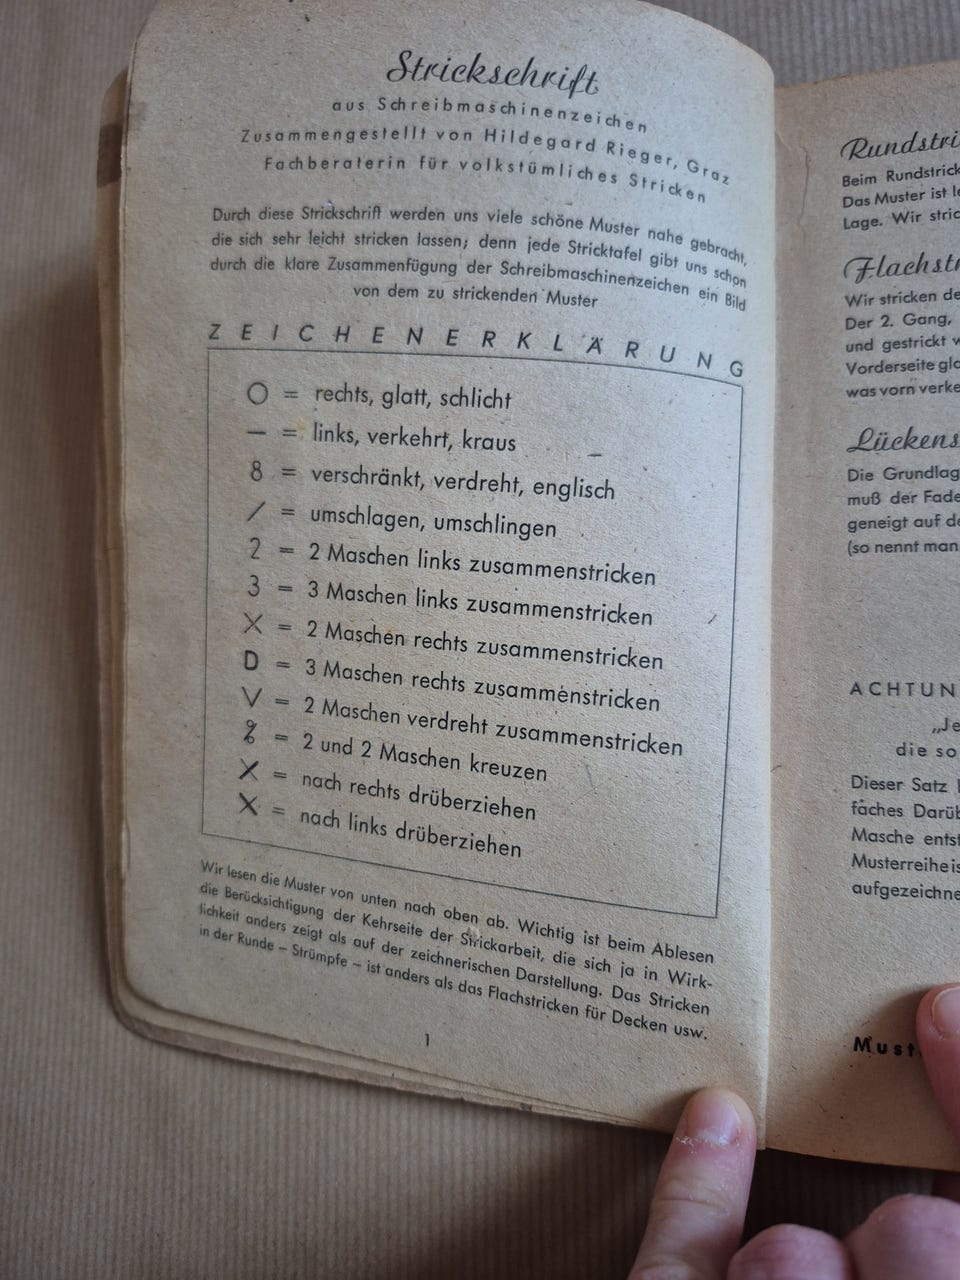 Strickschrift
aus Schreibmaschinenzeichen
Zusammengestellt von Hildegard Rieger, Graz
Fachberaterin für volkstümliches Stricken
Durch diese Strickschrift werden uns viele schöne Muster nahe gebracht,
die sich sehr leicht stricken lassen; denn jede Stricktafel gibt uns schon
durch die klare Zusammenfügung der Schreibmaschinenzeichen ein Bild
von dem zu strickenden Muster
ZEICHENERKLÄRUNG
O = rechts, glatt, schlicht
— = links, verkehrt, kraus
8 = verschränkt, verdreht, englisch
/ = umschlagen, umschlingen
2 = 2 Maschen links zusammenstricken
3 = 3 Maschen links zusammenstricken
X = 2 Maschen rechts zusammenstricken
D = 3 Maschen rechts zusammenstricken
V = 2 Maschen verdreht zusammenstricken
% = 2 und 2 Maschen kreuzen
X = nach rechts drüberziehen
X = nach links drüberziehen
Wir lesen die Muster von unten nach oben ab. Wichtig ist beim Ablesen
die Berücksichtigung der Kehrseite der Strickarbeit, die sich ja in Wirk-
lichkeit anders zeigt als auf der zeichnerischen Darstellung. Das Stricken
in der Runde – Strümpfe – ist anders als das Flachstricken für Decken usw.
1
Rundstri
Beim Rundstrick
Das Muster ist le
Lage. Wir stric
Flachstr
Wir stricken de
Der 2. Gang,
und gestrickt w
Vorderseite gla
was vorn verke
Lückens
Die Grundlag
muß der Fade
geneigt auf de
(so nennt man
ACHTUN
„Je
die so
Dieser Satz
faches Darüb
Masche entst
Musterreihe is
aufgezeichne
Must